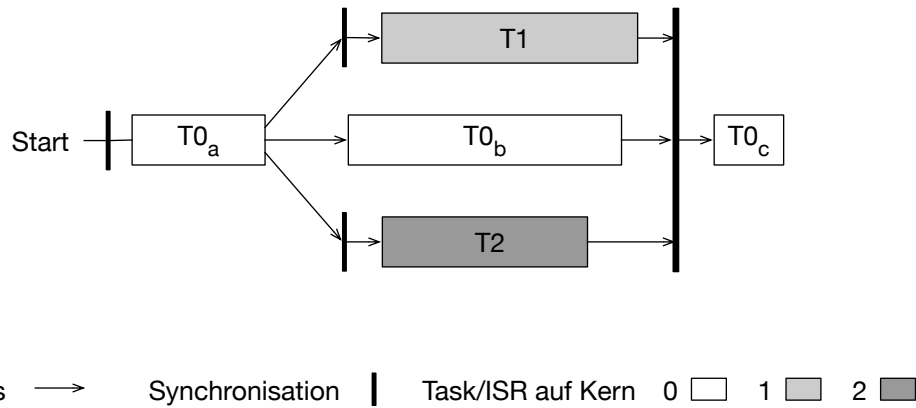 T1
Start
T0a
T0b
T0c
T2
Synchronisation Task/ISR auf Kern 0 1 2